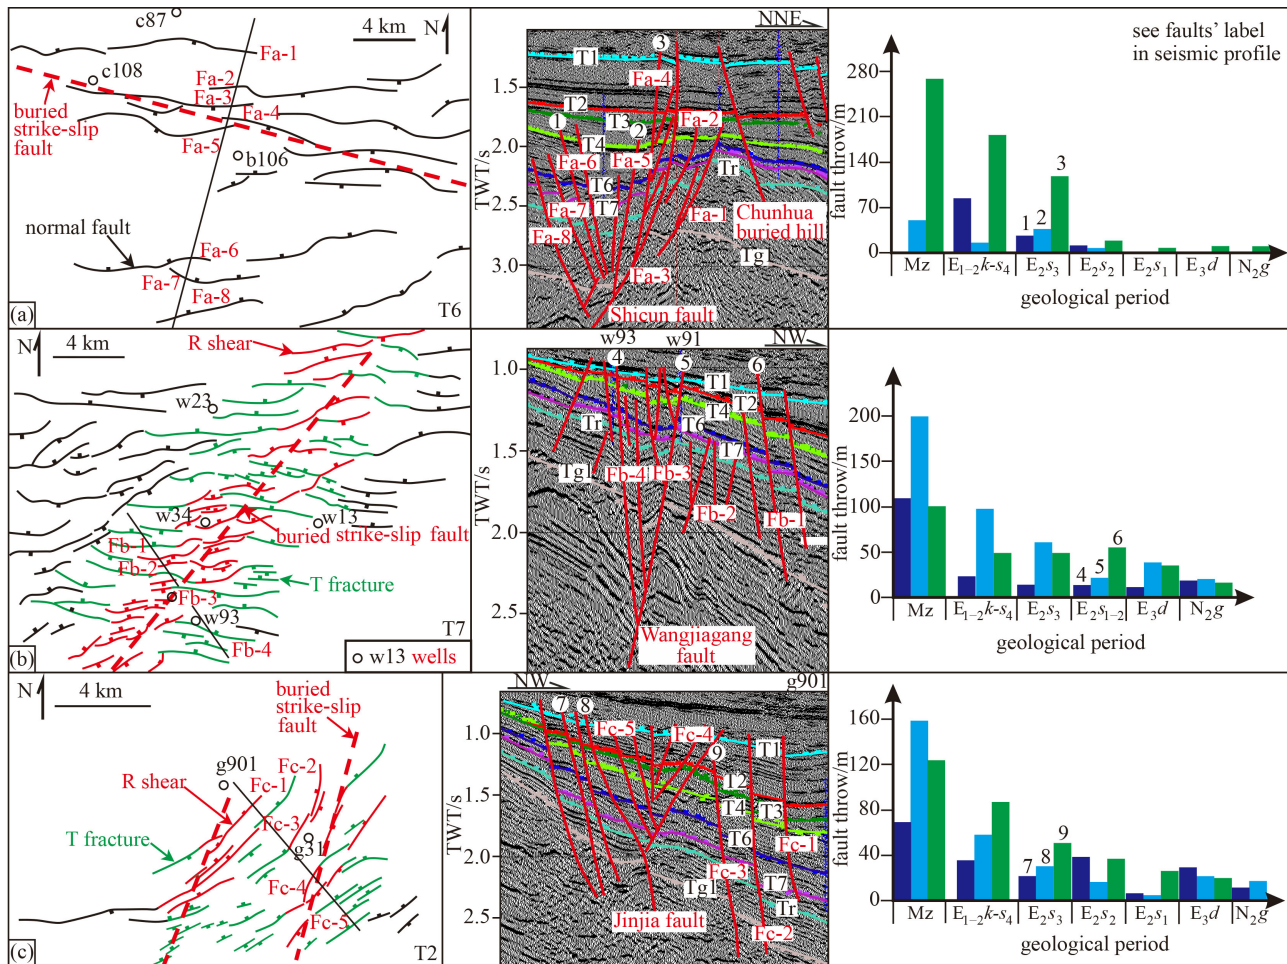 c87
4 km
N
Fa-1
c108
Fa-2
Fa-3
Fa-4
buried
strike-slip
fault
Fa-5
b106
normal fault
Fa-6
Fa-7
Fa-8
(a)
T6
NNE
TWT/s
1.5
2.0
2.5
3.0
3
T1
Fa-4
T2
1
T3
2
Fa-2
T4
Fa-6
Fa-5
Tr
T6
Fa-7
T7
Fa-1
Chunhua
buried hill
Fa-8
Tg
Fa-3
Shicun fault
see faults' label
in seismic profile
fault throw/m
280
210
140
70
0
1
2
3
Mz
E₁₋₂k-s₄
E₂s₃
E₂s₂
E₂s₁
E₃d
N₂g
geological period
N
4 km
R shear
w23
w34
w13
buried strike-slip fault
Fb-1
Fb-2
T fracture
Fb-3
w93
Fb-4
T7
w13 wells
(b)
w93
w91
NW
TWT/s
1.0
1.5
2.0
2.5
4
5
6
T1
T2
T4
Tr
T6
T7
Tg1
Fb-4
Fb-3
Fb-2
Fb-1
Wangjiagang
fault
fault throw/m
200
150
100
50
0
4
5
6
Mz
E₁₋₂k-s₄
E₂s₃
E₂s₁₋₂
E₃d
N₂g
geological period
N
4 km
buried
strike-slip
fault
g901
Fc-2
R shear
Fc-1
Fc-3
T fracture
g31
Fc-4
Fc-5
(c)
T2
NW
g901
TWT/s
1.0
1.5
2.0
2.5
7
8
Fc-5
Fc-4
9
T1
T2
T4
T3
T6
Fc-1
Fc-3
T7
Tg1
Tr
Jinjia fault
Fc-2
fault throw/m
160
120
80
40
0
7
8
9
Mz
E₁₋₂k-s₄
E₂s₃
E₂s₂
E₂s₁
E₃d
N₂g
geological period